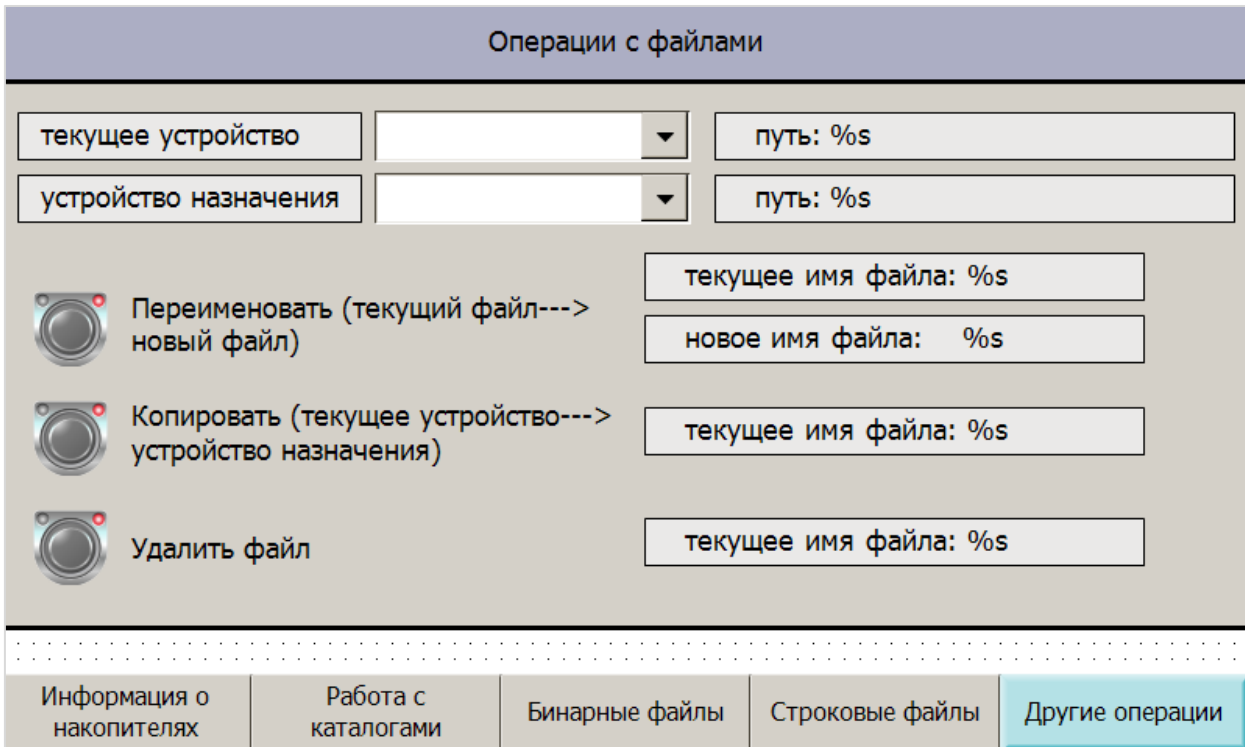 Операции с файлами
текущее устройство
путь: %s
устройство назначения
путь: %s
текущее имя файла: %s
Переименовать (текущий файл--->
новый файл)
новое имя файла: %s
Копировать (текущее устройство--->
устройство назначения)
текущее имя файла: %s
Удалить файл
текущее имя файла: %s
Информация о
накопителях
Работа с
каталогами
Бинарные файлы
Строковые файлы
Другие операции